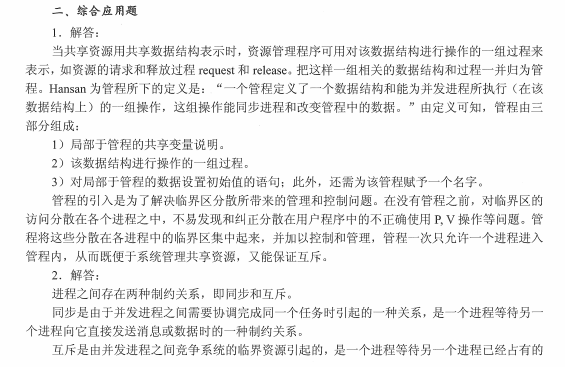 二、综合应用题
1．解答：
当共享资源用共享数据结构表示时，资源管理程序可用对该数据结构进行操作的一组过程来
表示，如资源的请求和释放过程 request 和 release。把这样一组相关的数据结构和过程一并归为管
程。Hansan 为管程所下的定义是：“一个管程定义了一个数据结构和能为并发进程所执行（在该
数据结构上）的一组操作，这组操作能同步进程和改变管程中的数据。”由定义可知，管程由三
部分组成：
1）局部于管程的共享变量说明。
2）该数据结构进行操作的一组过程。
3）对局部于管程的数据设置初始值的语句；此外，还需为该管程赋予一个名字。
管程的引入是为了解决临界区分散所带来的管理和控制问题。在没有管程之前，对临界区的
访问分散在各个进程之中，不易发现和纠正分散在用户程序中的不正确使用 P, V 操作等问题。管
程将这些分散在各进程中的临界区集中起来，并加以控制和管理，管程一次只允许一个进程进入
管程内，从而既便于系统管理共享资源，又能保证互斥。
2．解答：
进程之间存在两种制约关系，即同步和互斥。
同步是由于并发进程之间需要协调完成同一个任务时引起的一种关系，是一个进程等待另一
个进程向它直接发送消息或数据时的一种制约关系。
互斥是由并发进程之间竞争系统的临界资源引起的，是一个进程等待另一个进程已经占有的